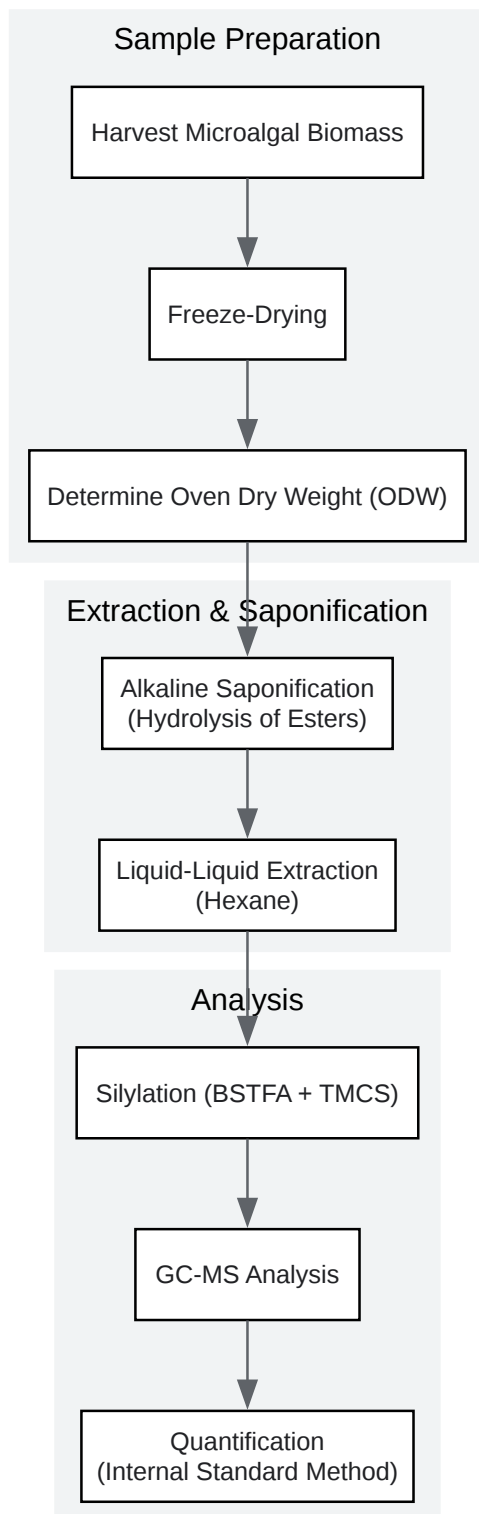 Sample Preparation
Harvest Microalgal Biomass
Freeze-Drying
Determine Oven Dry Weight (ODW)
Extraction & Saponification
Alkaline Saponification
(Hydrolysis of Esters)
Liquid-Liquid Extraction
(Hexane)
Analysis
Silylation (BSTFA + TMCS)
GC-MS Analysis
Quantification
(Internal Standard Method)